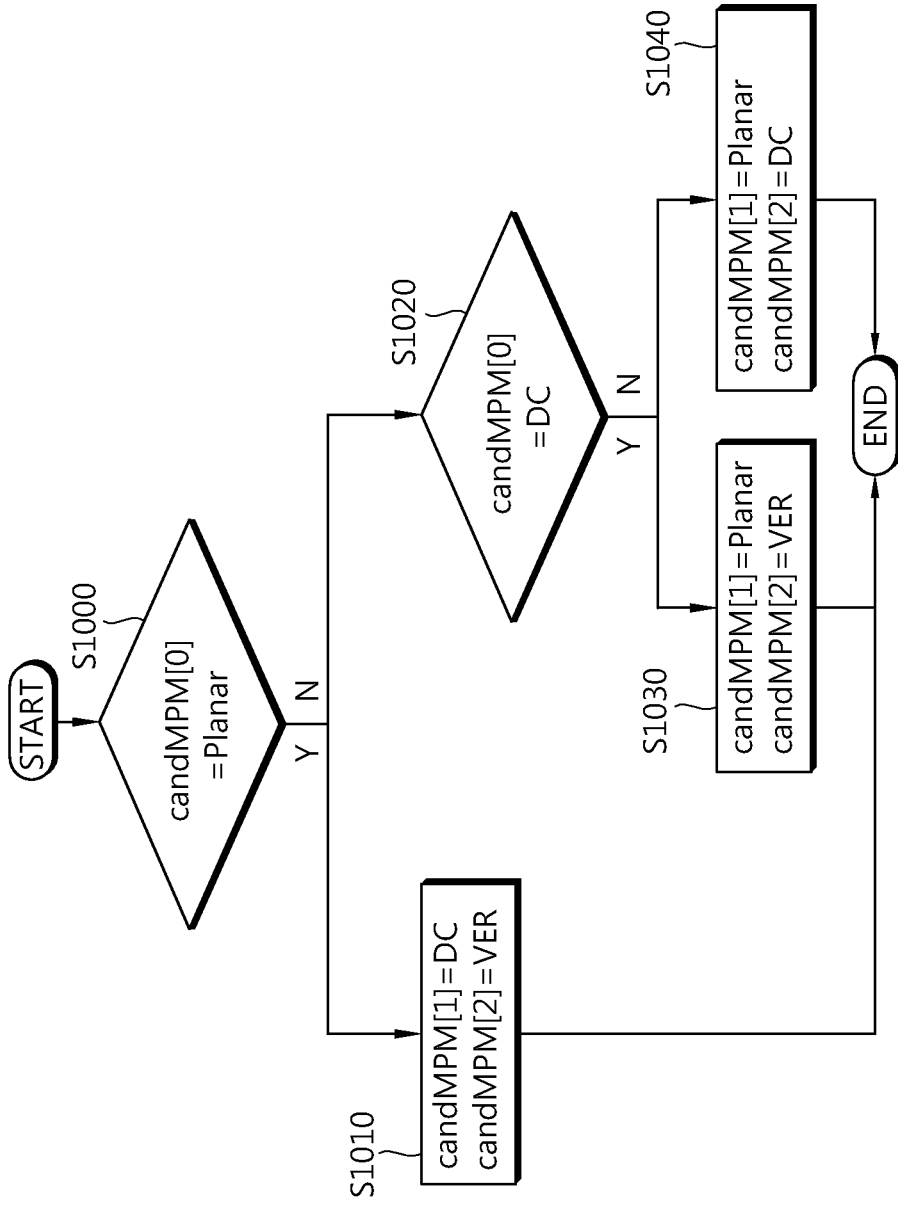 START
S1000
candMPM[0]
=Planar
Y
N
S1010
candMPM[1]=DC
candMPM[2]=VER
S1020
candMPM[0]
=DC
Y
N
S1030
candMPM[1]=Planar
candMPM[2]=VER
S1040
candMPM[1]=Planar
candMPM[2]=DC
END